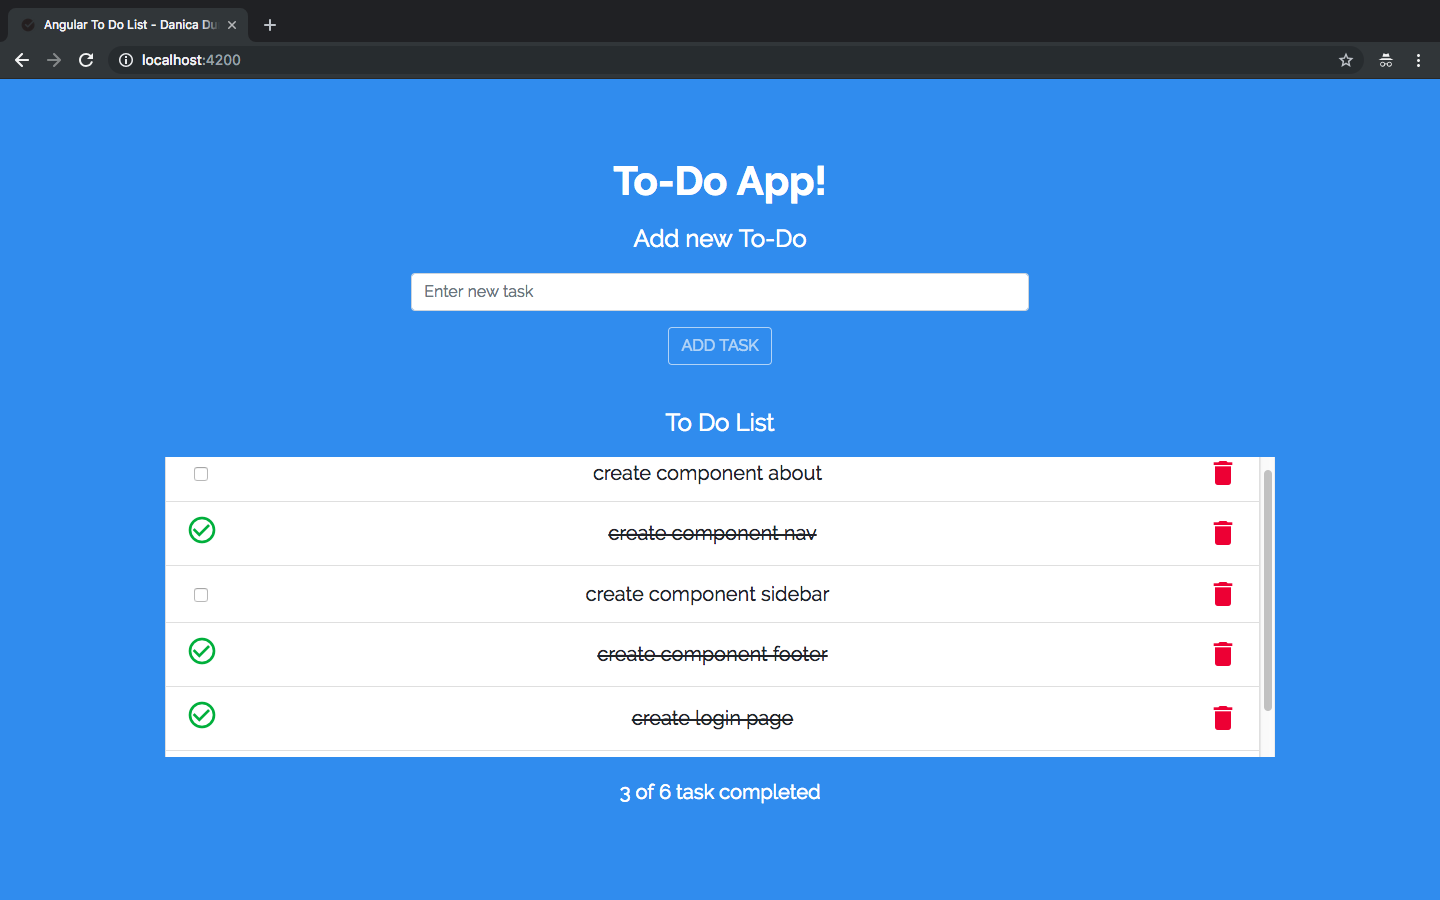 Angular To Do List - Danica Du
localhost:4200
To-Do App!
Add new To-Do
Enter new task
ADD TASK
To Do List
create component about
create component nav
create component sidebar
create component footer
create login page
3 of 6 task completed